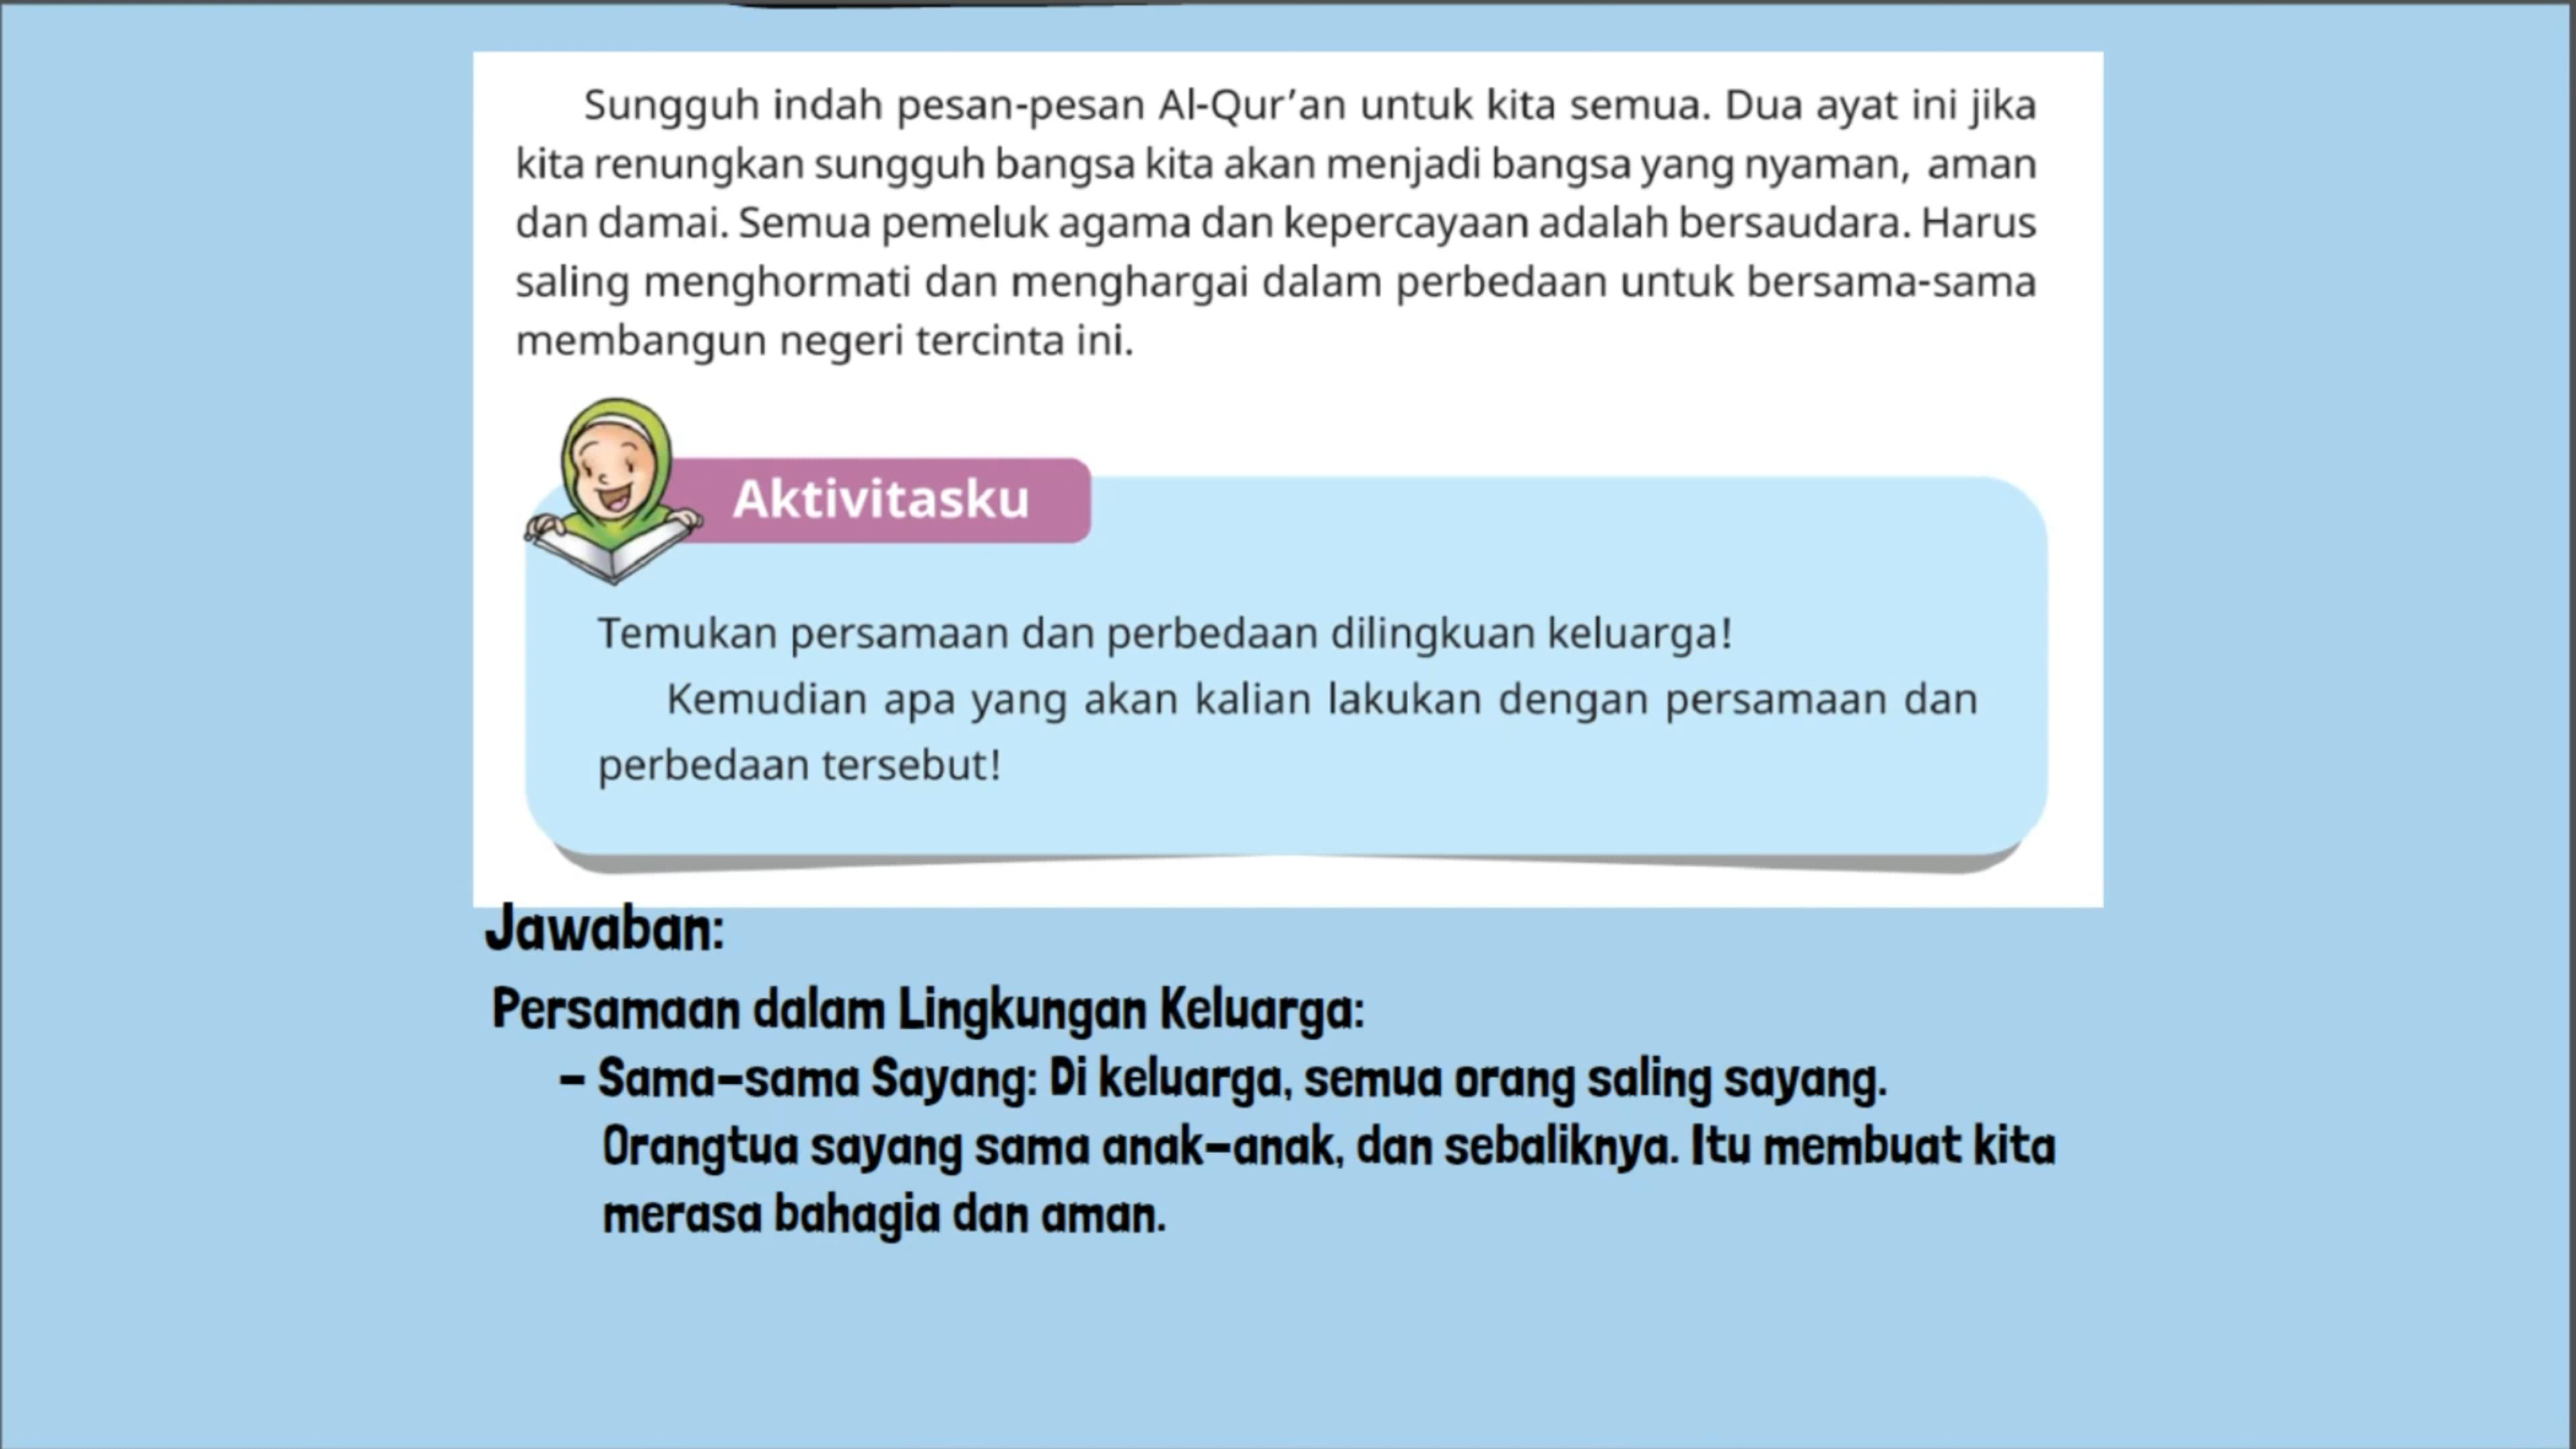 Sungguh indah pesan-pesan Al-Qur'an untuk kita semua. Dua ayat ini jika
kita renungkan sungguh bangsa kita akan menjadi bangsa yang nyaman, aman
dan damai. Semua pemeluk agama dan kepercayaan adalah bersaudara. Harus
saling menghormati dan menghargai dalam perbedaan untuk bersama-sama
membangun negeri tercinta ini.
Aktivitasku
Temukan persamaan dan perbedaan dilingkuan keluarga!
Kemudian apa yang akan kalian lakukan dengan persamaan dan
perbedaan tersebut!
Jawaban:
Persamaan dalam Lingkungan Keluarga:
- Sama-sama Sayang: Di keluarga, semua orang saling sayang.
Orangtua sayang sama anak-anak, dan sebaliknya. Itu membuat kita
merasa bahagia dan aman.